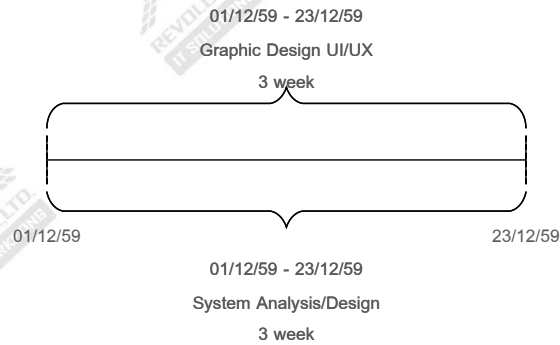 01/12/59 - 23/12/59
Graphic Design UI/UX
3 week
01/12/59
23/12/59
01/12/59 - 23/12/59
System Analysis/Design
3 week